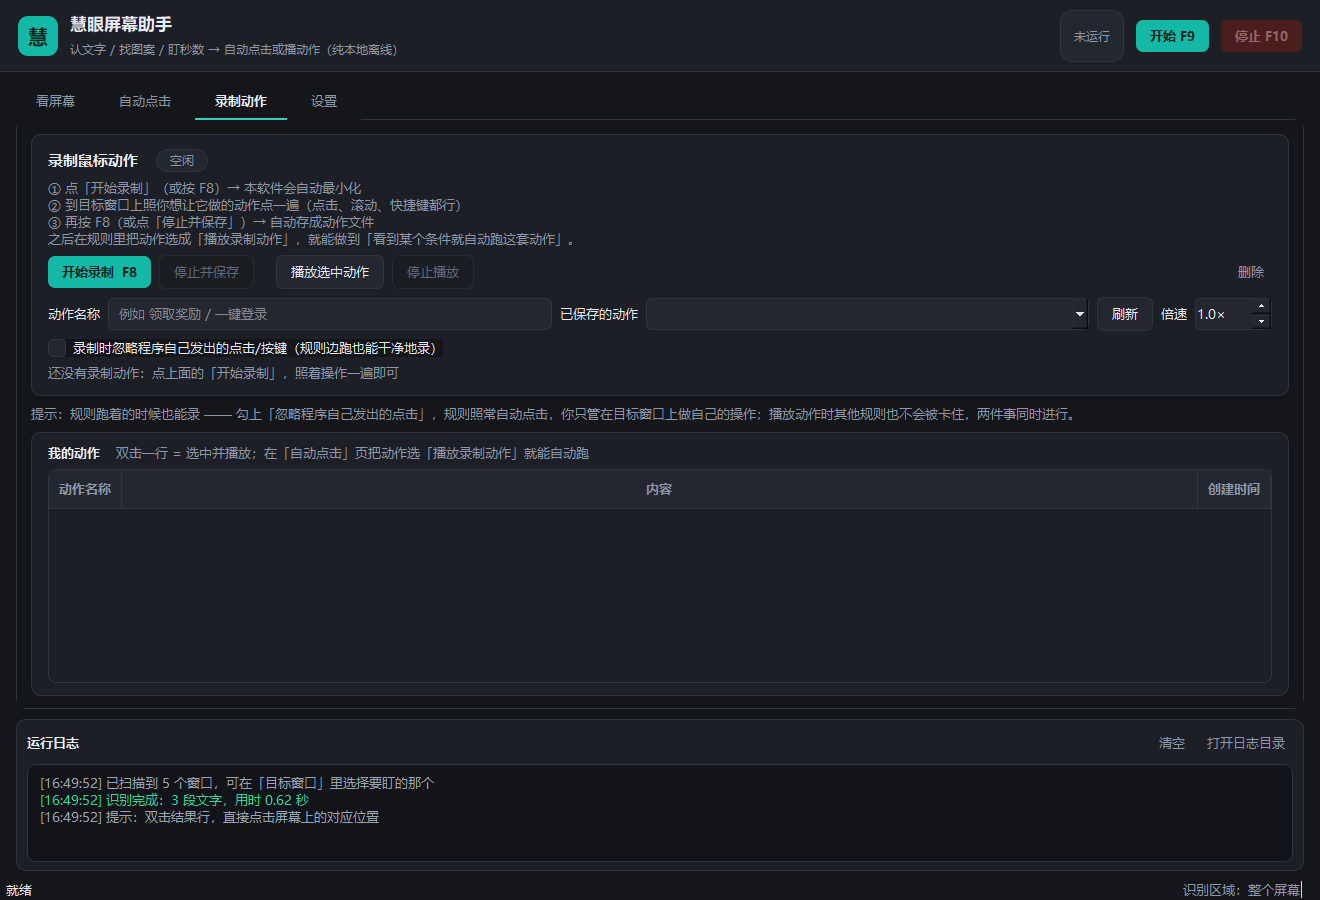 慧
慧眼屏幕助手
认文字 / 找图案 / 盯秒数 → 自动点击或播动作（纯本地离线）
未运行
开始 F9
停止 F10
看屏幕
自动点击
录制动作
设置
录制鼠标动作
空闲
① 点「开始录制」（或按 F8）→ 本软件会自动最小化
② 到目标窗口上照你想让它做的动作点一遍（点击、滚动、快捷键都行）
③ 再按 F8（或点「停止并保存」）→ 自动存成动作文件
之后在规则里把动作选成「播放录制动作」，就能做到「看到某个条件就自动跑这套动作」。
开始录制 F8
停止并保存
播放选中动作
停止播放
删除
动作名称
例如 领取奖励 / 一键登录
已保存的动作
刷新
倍速
1.0×
录制时忽略程序自己发出的点击/按键（规则边跑也能干净地录）
还没有录制动作：点上面的「开始录制」，照着操作一遍即可
提示：规则跑着的时候也能录 —— 勾上「忽略程序自己发出的点击」，规则照常自动点击，你只管在目标窗口上做自己的操作；播放动作时其他规则也不会被卡住，两件事同时进行。
我的动作
双击一行 = 选中并播放；在「自动点击」页把动作选「播放录制动作」就能自动跑
动作名称
内容
创建时间
运行日志
清空
打开日志目录
[16:49:52] 已扫描到 5 个窗口，可在「目标窗口」里选择要盯的那个
[16:49:52] 识别完成：3 段文字，用时 0.62 秒
[16:49:52] 提示：双击结果行，直接点击屏幕上的对应位置
就绪
识别区域：整个屏幕